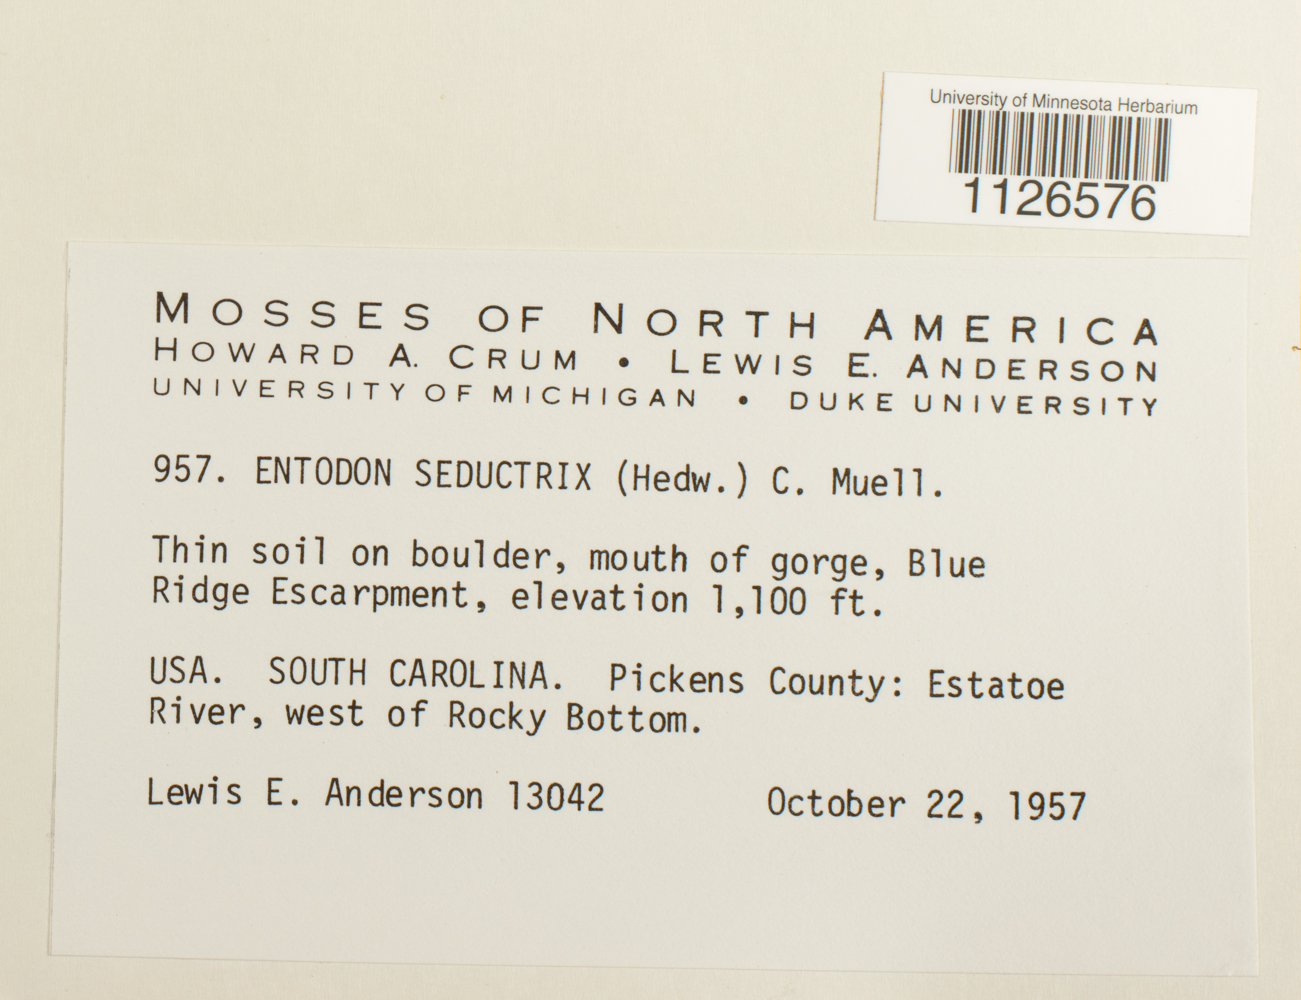 University of Minnesota Herbarium
1126576
MOSSES OF NORTH AMERICA
HOWARD A. CRUM • LEWIS E. ANDERSON
UNIVERSITY OF MICHIGAN • DUKE UNIVERSITY
957. ENTODON SEDUCTRIX (Hedw.) C. Muell.
Thin soil on boulder, mouth of gorge, Blue
Ridge Escarpment, elevation 1,100 ft.
USA. SOUTH CAROLINA. Pickens County: Estatoe
River, west of Rocky Bottom.
Lewis E. Anderson 13042 October 22, 1957